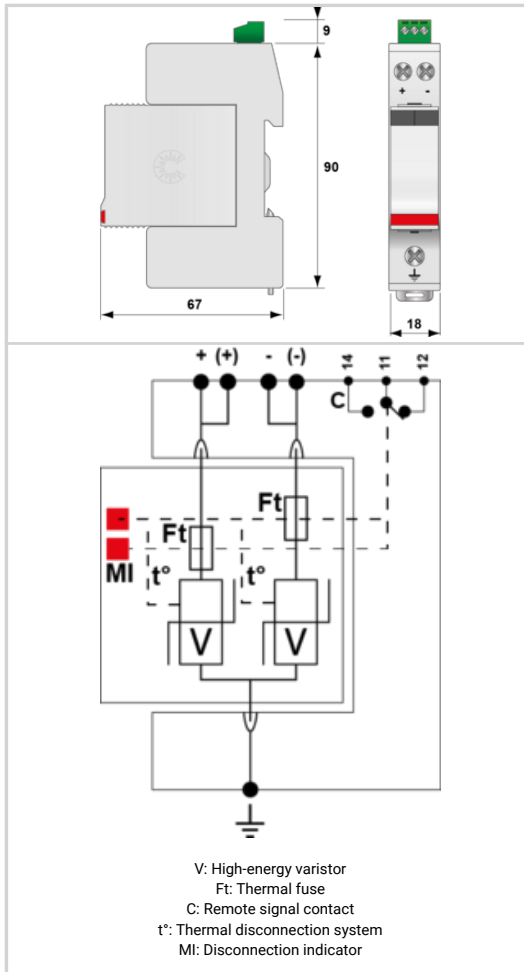 9
+ -
90
67
18
+ (+) - (-) 14 11 12
C
Ft
Ft
MI t° t°
V V
V: High-energy varistor
Ft: Thermal fuse
C: Remote signal contact
t°: Thermal disconnection system
MI: Disconnection indicator